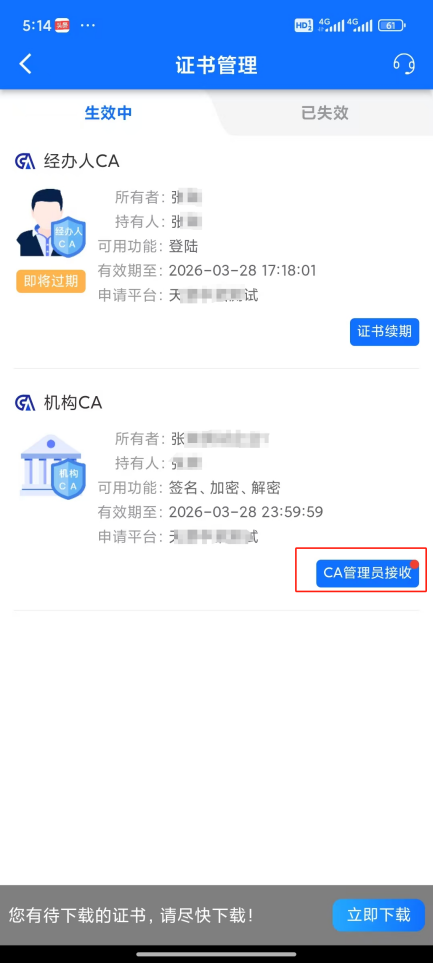 5:14
HD 4G 4G 61
证书管理
生效中
已失效
CA 经办人CA
所有者: 张
持有人: 张
经办人
CA
可用功能: 登陆
有效期至: 2026-03-28 17:18:01
即将过期
申请平台: 天
试
证书续期
CA 机构CA
所有者: 张
持有人:
机构
CA
可用功能: 签名、加密、解密
有效期至: 2026-03-28 23:59:59
申请平台: 天
试
CA管理员接收
您有待下载的证书, 请尽快下载!
立即下载